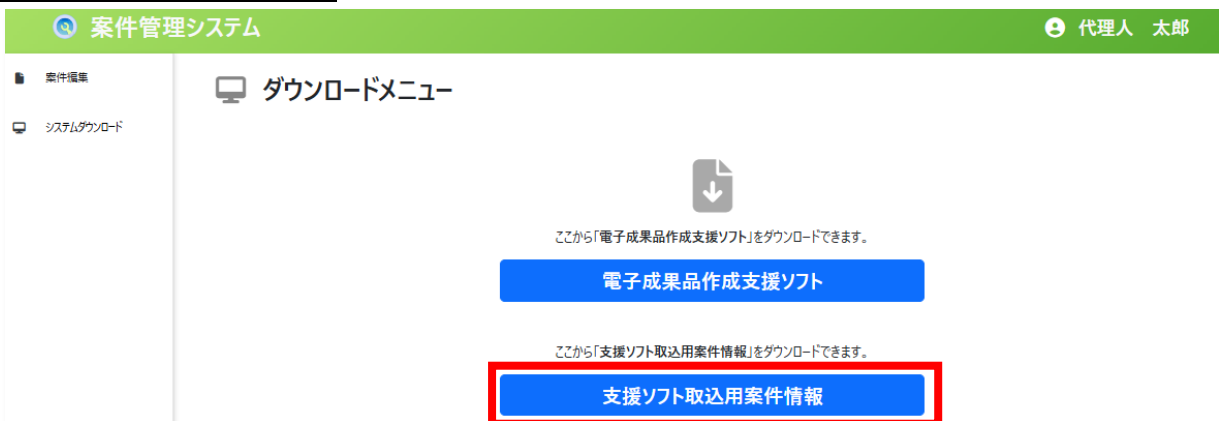 案件管理システム
代理人 太郎
案件編集
システムダウンロード
ダウンロードメニュー
ここから「電子成果品作成支援ソフト」をダウンロードできます。
電子成果品作成支援ソフト
ここから「支援ソフト取込用案件情報」をダウンロードできます。
支援ソフト取込用案件情報